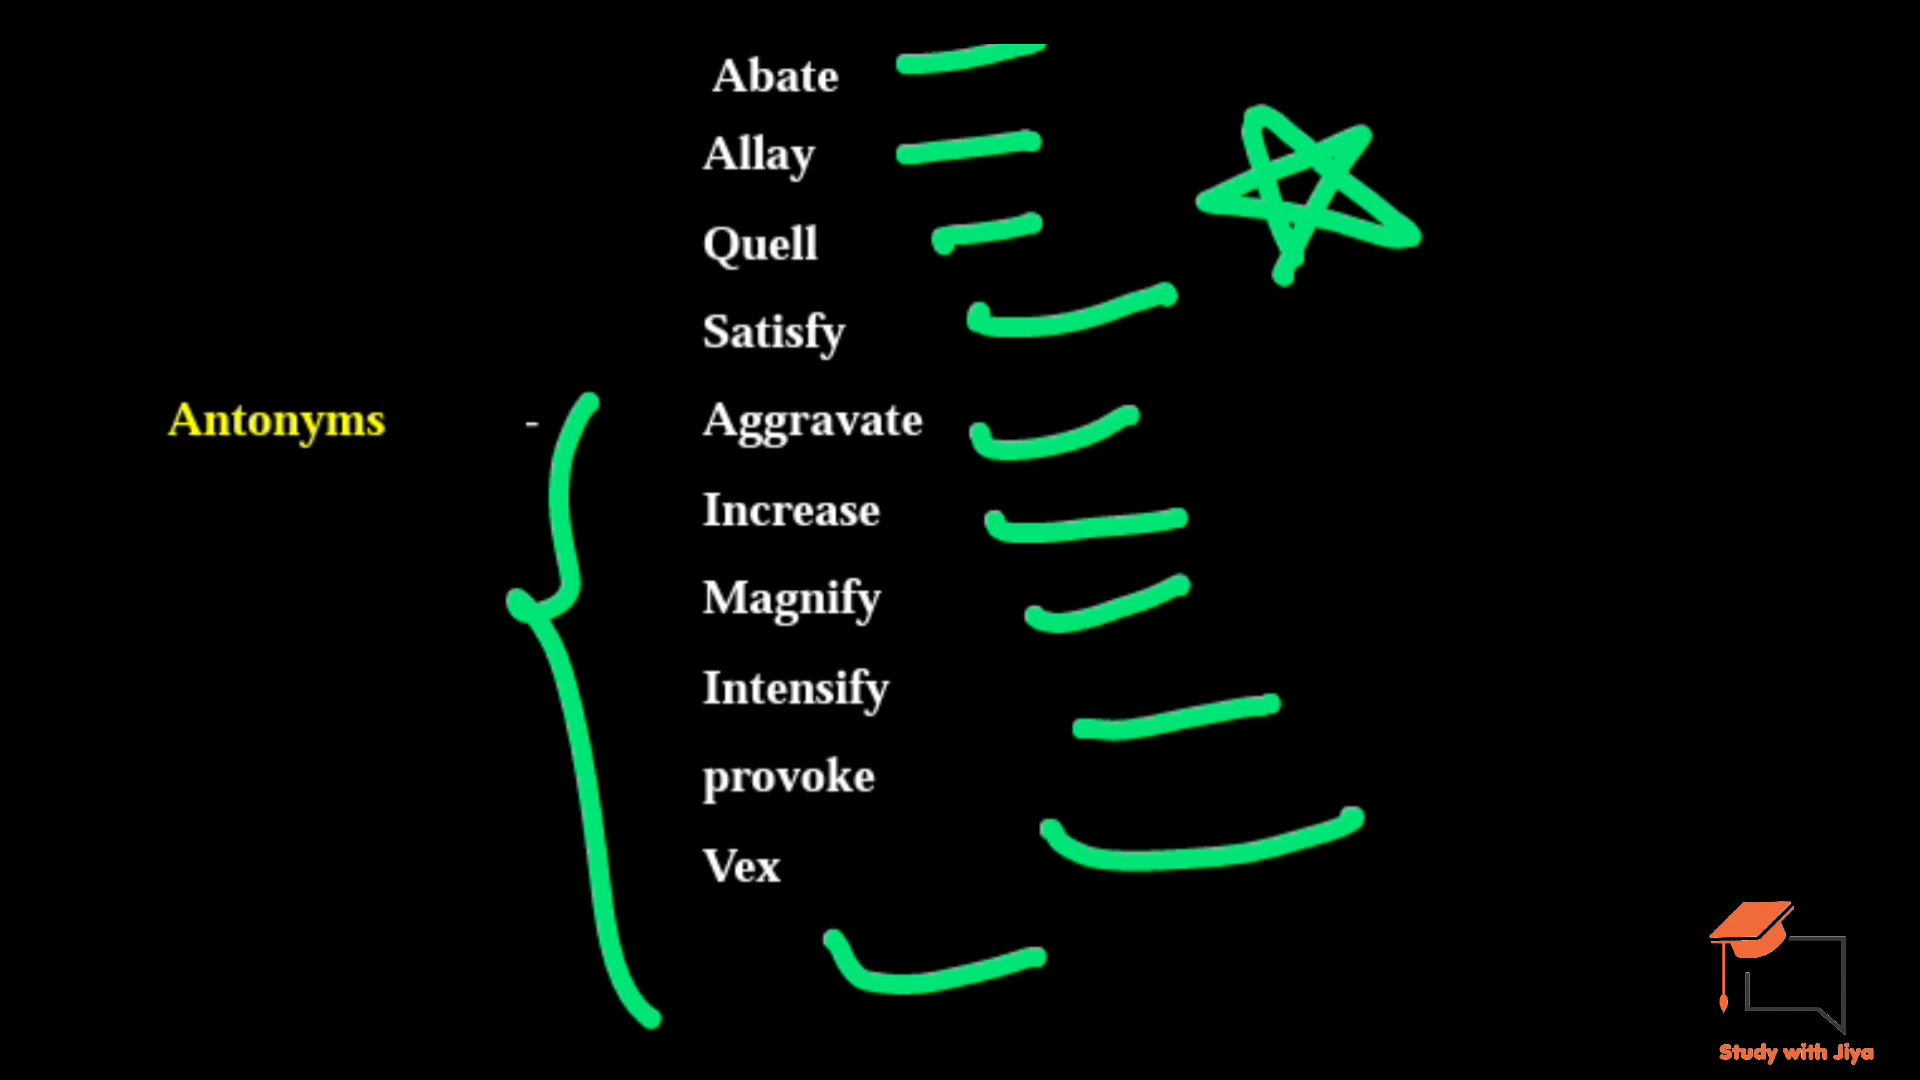 Abate
Allay
Quell
Satisfy
Antonyms - Aggravate
Increase
Magnify
Intensify
provoke
Vex
Study with Jiya